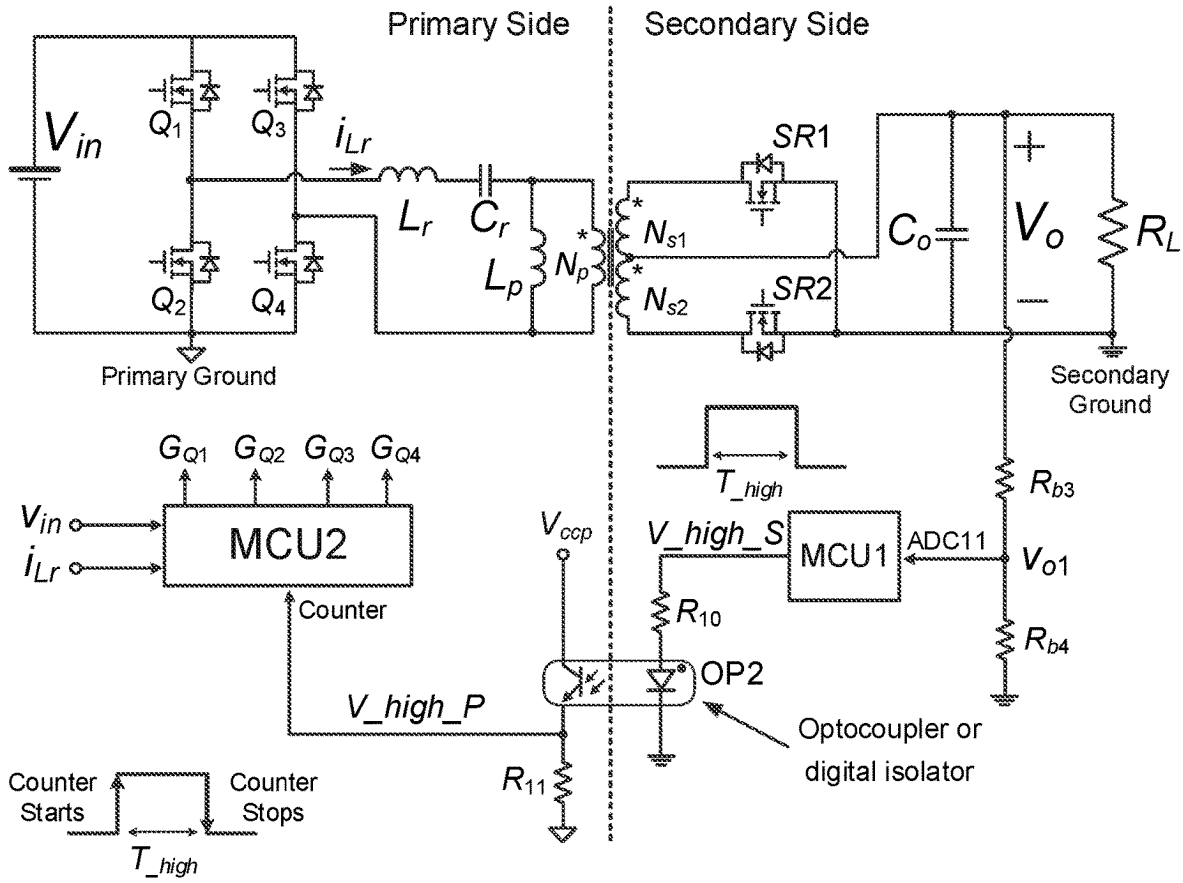 Primary Side
Secondary Side
V_in
Q_1
Q_3
Q_2
Q_4
i_Lr
L_r
C_r
L_p
N_p
*
*
*
N_s1
N_s2
SR1
SR2
C_o
+
V_o
−
R_L
Primary Ground
Secondary
Ground
G_Q1
G_Q2
G_Q3
G_Q4
v_in
i_Lr
MCU2
Counter
V_ccp
T_high
V_high_S
MCU1
ADC11
R_b3
v_o1
R_b4
R_10
OP2
V_high_P
R_11
Optocoupler or
digital isolator
Counter
Starts
Counter
Stops
T_high